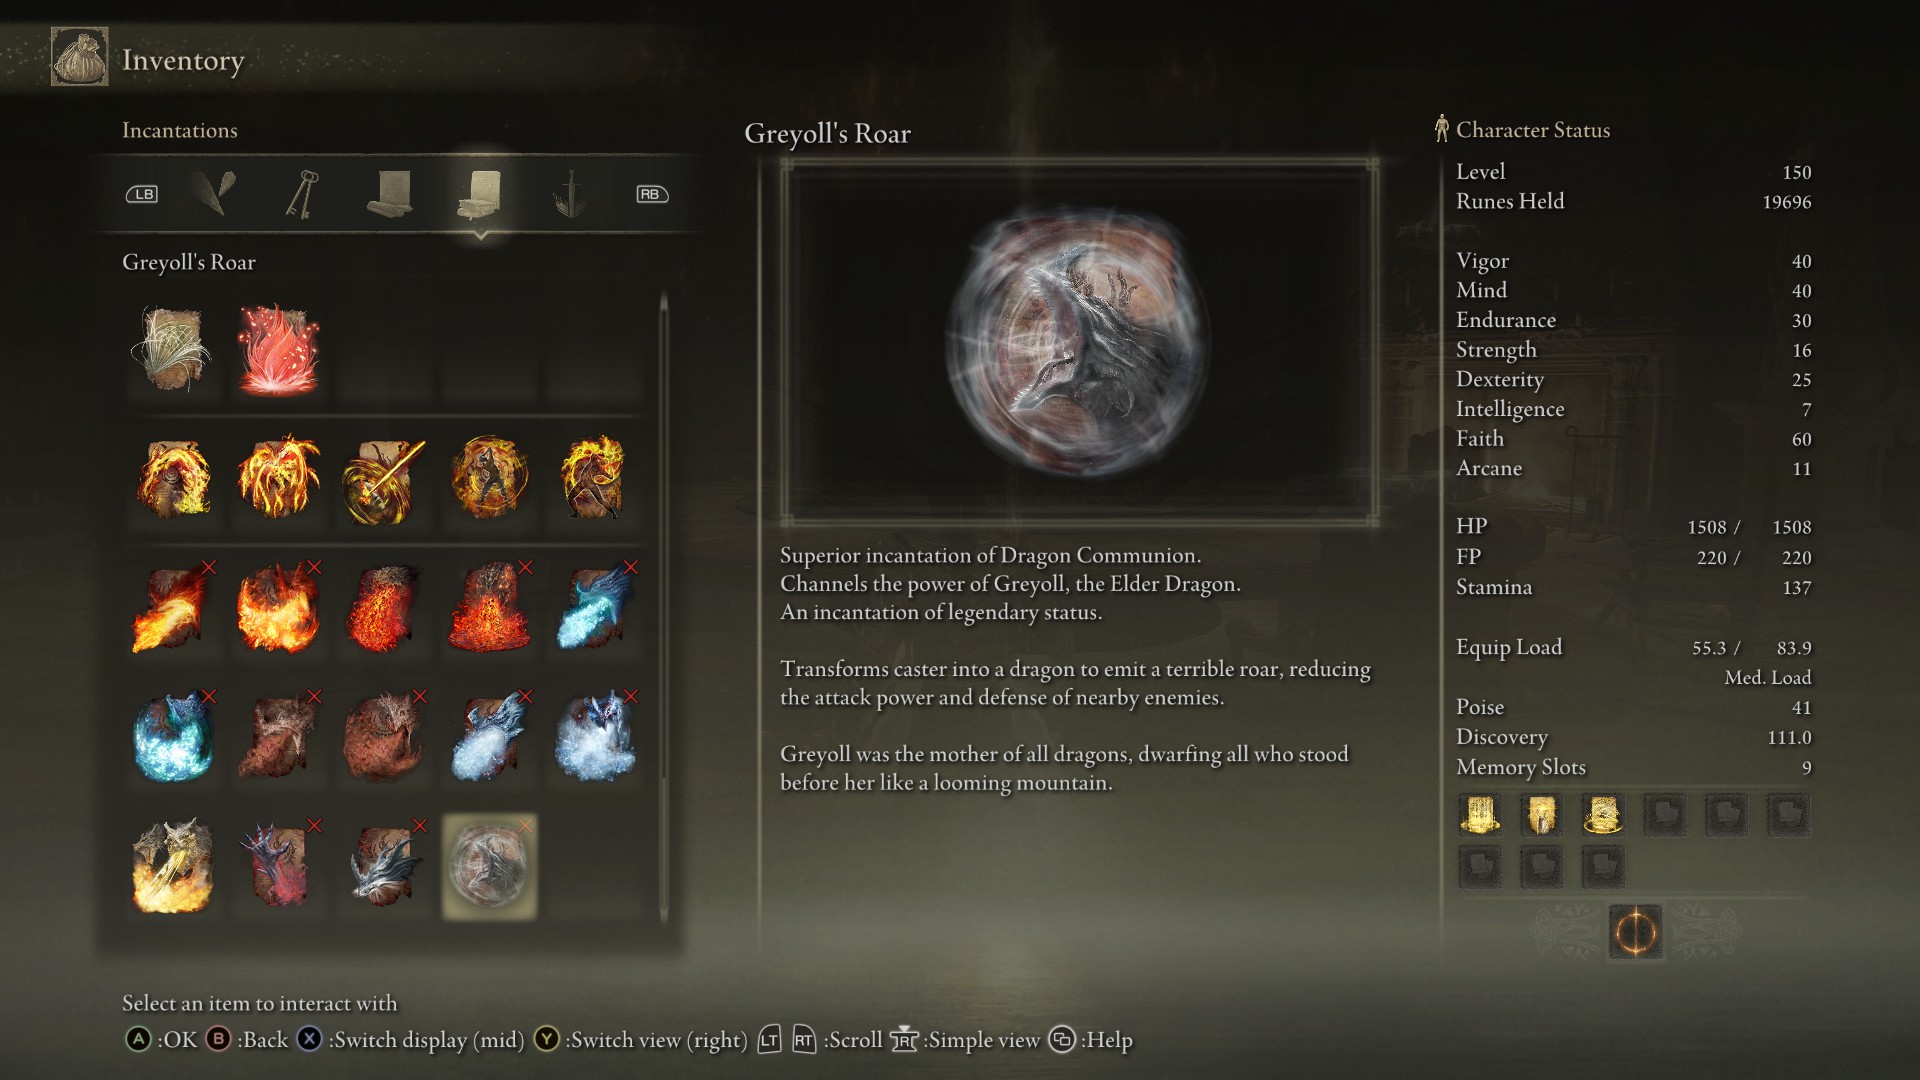 Inventory
Incantations
LB
RB
Greyoll's Roar
Greyoll's Roar
Superior incantation of Dragon Communion.
Channels the power of Greyoll, the Elder Dragon.
An incantation of legendary status.
Transforms caster into a dragon to emit a terrible roar, reducing
the attack power and defense of nearby enemies.
Greyoll was the mother of all dragons, dwarfing all who stood
before her like a looming mountain.
Character Status
Level 150
Runes Held 19696
Vigor 40
Mind 40
Endurance 30
Strength 16
Dexterity 25
Intelligence 7
Faith 60
Arcane 11
HP 1508 / 1508
FP 220 / 220
Stamina 137
Equip Load 55.3 / 83.9
Med. Load
Poise 41
Discovery 111.0
Memory Slots 9
Select an item to interact with
A :OK B :Back X :Switch display (mid) Y :Switch view (right) LT RT :Scroll R :Simple view :Help